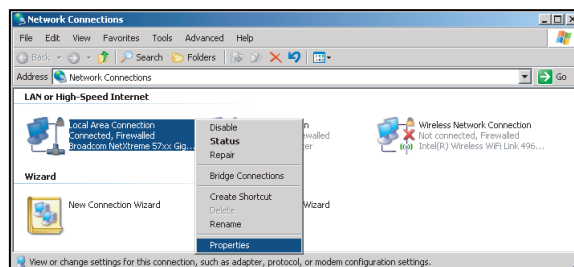 Network Connections
File Edit View Favorites Tools Advanced Help
Back Search Folders
Address Network Connections Go
LAN or High-Speed Internet
Local Area Connection
Connected, Firewalled
Broadcom NetXtreme 57xx Gig...
Disable
Status
Repair
Bridge Connections
Create Shortcut
Delete
Rename
Properties
Wireless Network Connection
Not connected, Firewalled
Intel(R) Wireless WiFi Link 496...
Wizard
New Connection Wizard
Wizard
View or change settings for this connection, such as adapter, protocol, or modem configuration settings.